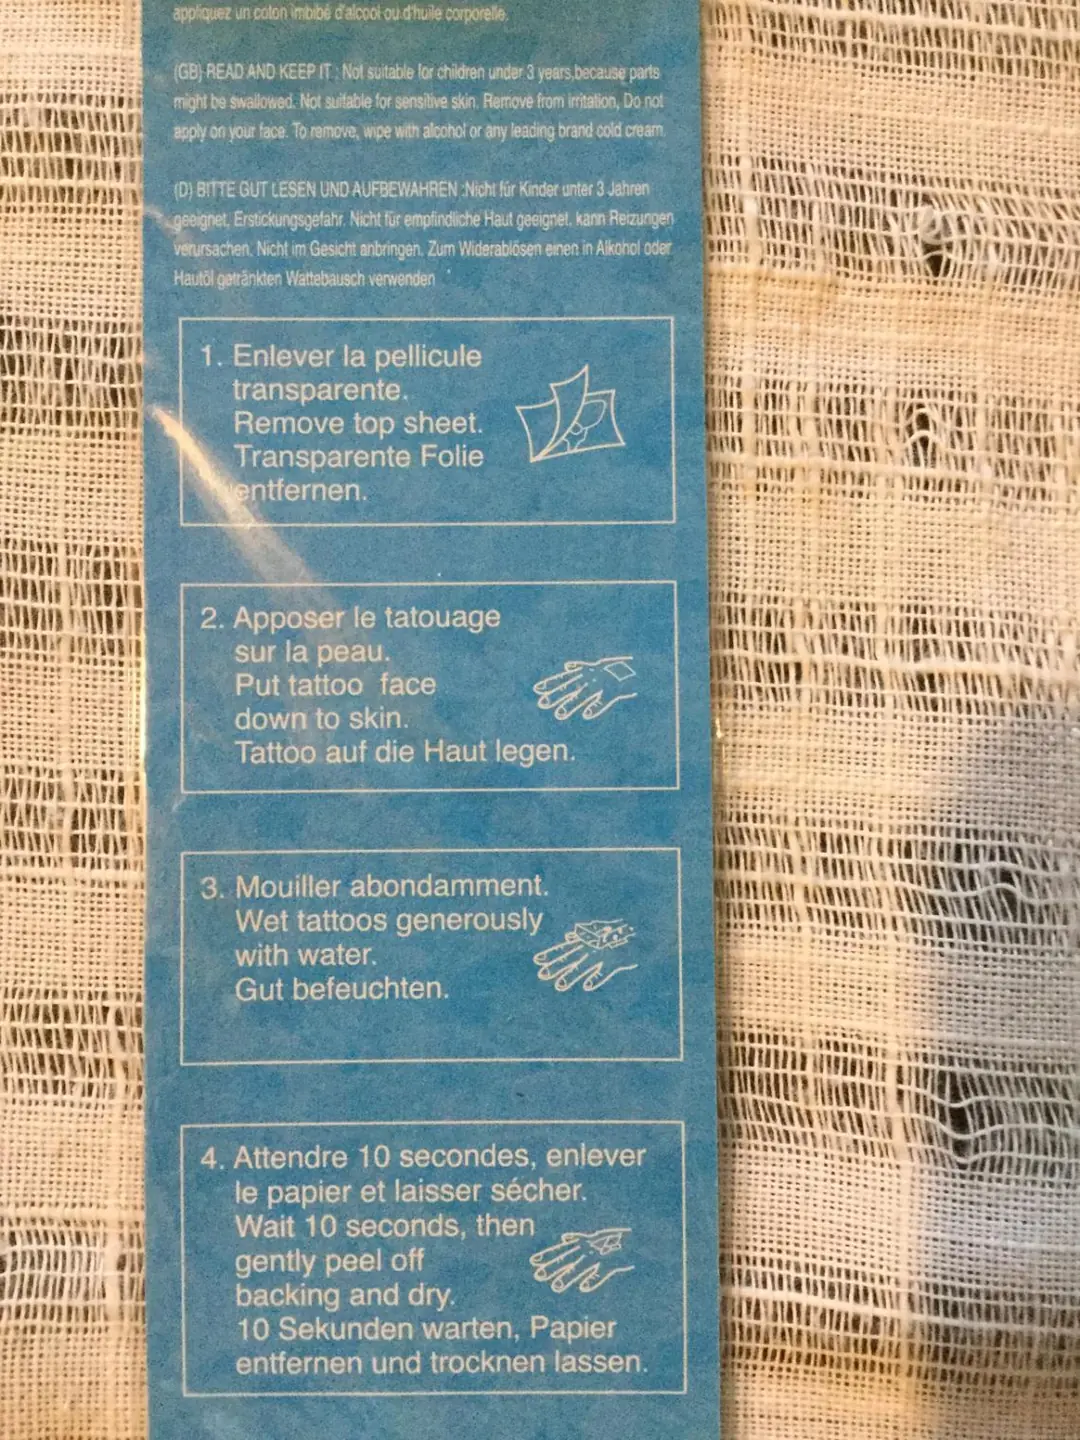 appliquez un coton imbibé d'alcool ou d'huile corporelle.
(GB) READ AND KEEP IT : Not suitable for children under 3 years,because parts
might be swallowed. Not suitable for sensitive skin. Remove from irritation, Do not
apply on your face. To remove, wipe with alcohol or any leading brand cold cream.
(D) BITTE GUT LESEN UND AUFBEWAHREN :Nicht für Kinder unter 3 Jahren
geeignet, Erstickungsgefahr. Nicht für empfindliche Haut geeignet, kann Reizungen
verursachen. Nicht im Gesicht anbringen. Zum Widerablösen einen in Alkohol oder
Hautöl getränkten Wattebausch verwenden
1. Enlever la pellicule
transparente.
Remove top sheet.
Transparente Folie
entfernen.
2. Apposer le tatouage
sur la peau.
Put tattoo face
down to skin.
Tattoo auf die Haut legen.
3. Mouiller abondamment.
Wet tattoos generously
with water.
Gut befeuchten.
4. Attendre 10 secondes, enlever
le papier et laisser sécher.
Wait 10 seconds, then
gently peel off
backing and dry.
10 Sekunden warten, Papier
entfernen und trocknen lassen.